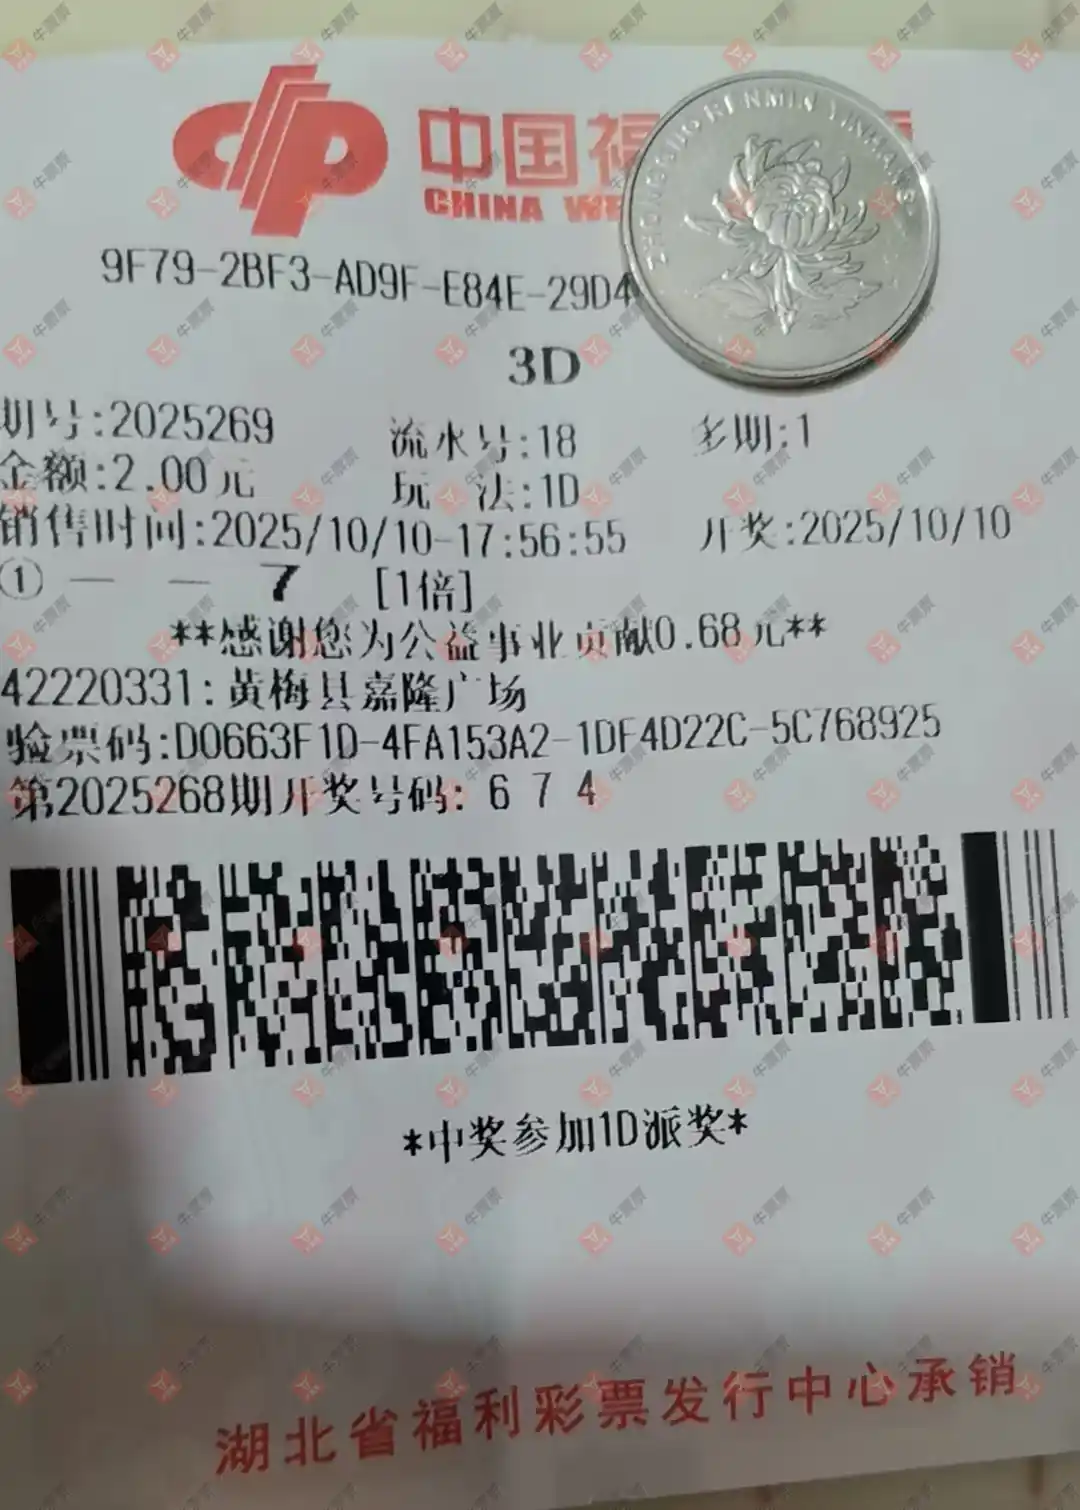 中国福
CHINA WE
ZHONGGUO RENMIN YINHANG
9F79-2BF3-AD9F-E84E-29D4
3D
期号:2025269 流水号:18 多期:1
金额:2.00元 玩 法:1D
销售时间:2025/10/10-17:56:55 开奖:2025/10/10
① — — 7 [1倍]
**感谢您为公益事业贡献0.68元**
42220331:黄梅县嘉隆广场
验票码:D0663F1D-4FA153A2-1DF4D22C-5C768925
第2025268期开奖号码: 6 7 4
*中奖参加1D派奖*
湖北省福利彩票发行中心承销
牛票票